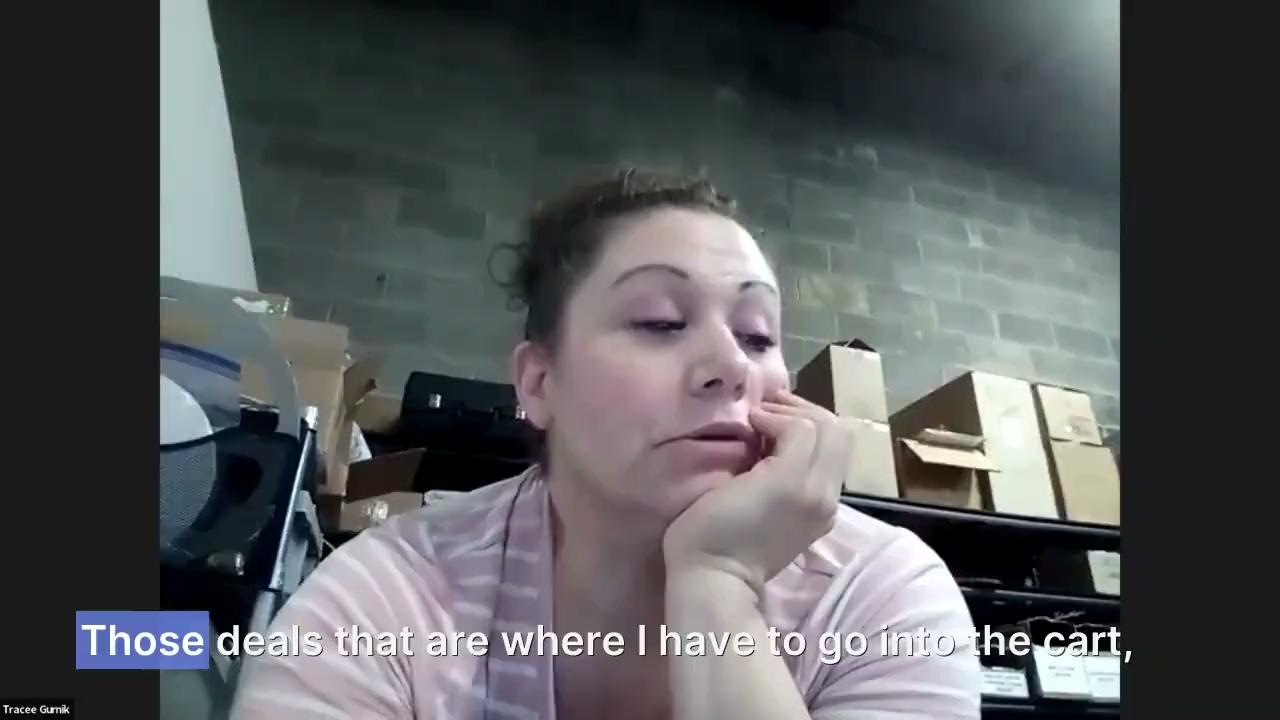 Those deals that are where I have to go into the cart,
Tracee Gurnik